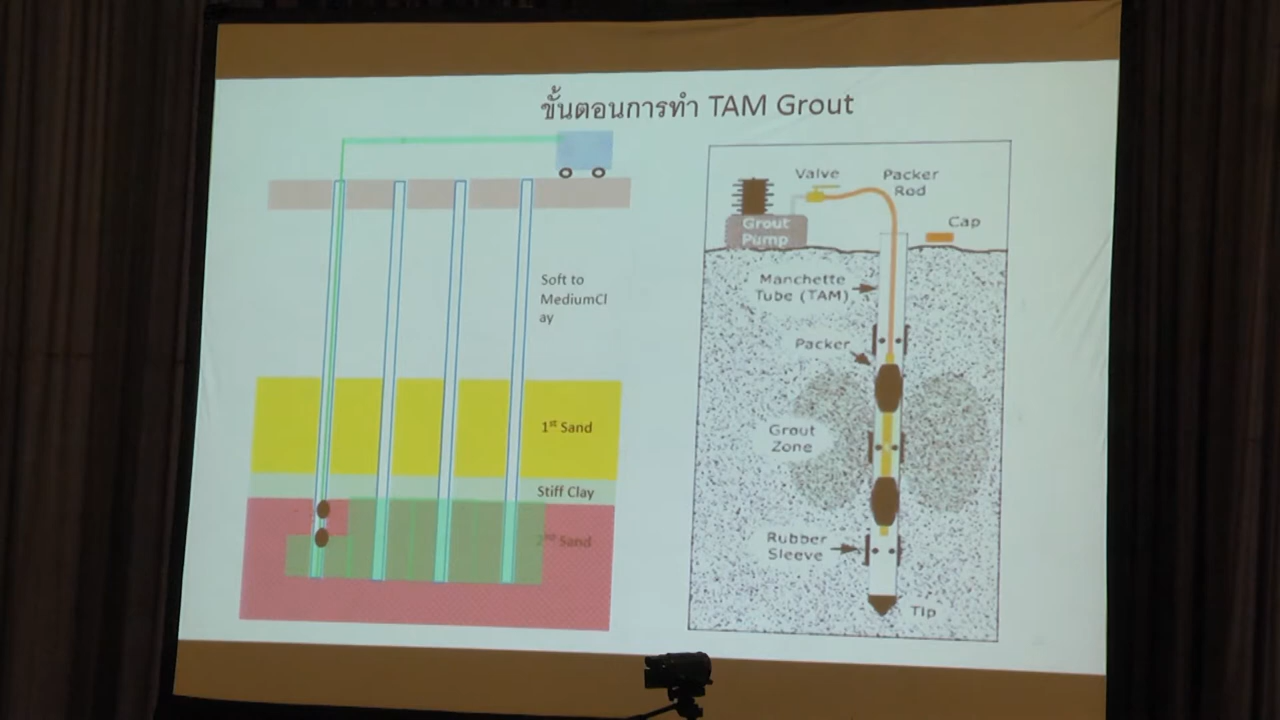 ขั้นตอนการทำ TAM Grout
Soft to
MediumCl
ay
1st Sand
Stiff Clay
2nd Sand
Valve
Packer
Rod
Grout
Pump
Cap
Manchette
Tube (TAM)
Packer
Grout
Zone
Rubber
Sleeve
Tip